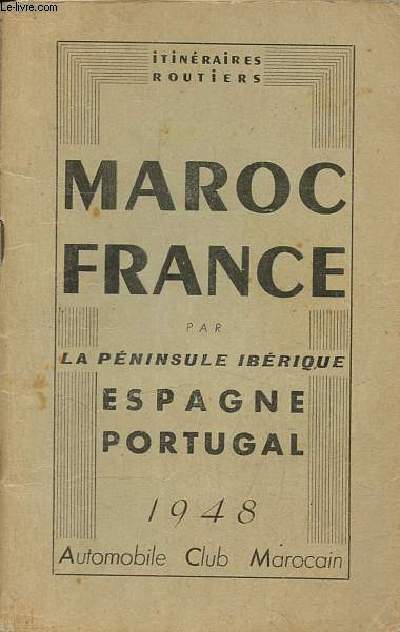 Le-livre.com
iTiNÉRAiRES
ROUTiERS
MAROC
FRANCE
PAR
LA PÉNINSULE IBÉRIQUE
ESPAGNE
PORTUGAL
1948
Automobile Club Marocain